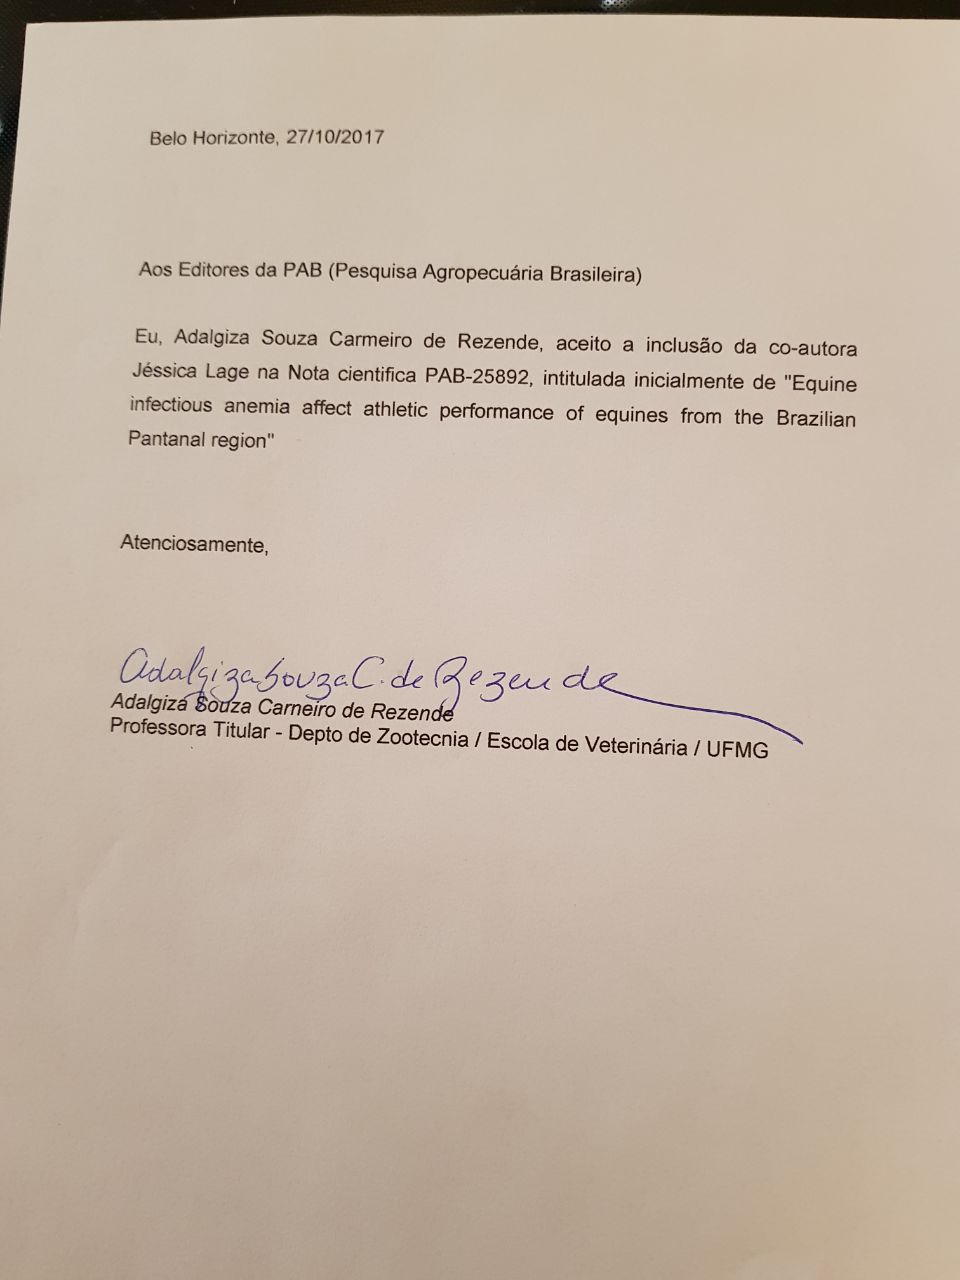 Belo Horizonte, 27/10/2017
Aos Editores da PAB (Pesquisa Agropecuária Brasileira)
Eu, Adalgiza Souza Carmeiro de Rezende, aceito a inclusão da co-autora
Jéssica Lage na Nota cientifica PAB-25892, intitulada inicialmente de "Equine
infectious anemia affect athletic performance of equines from the Brazilian
Pantanal region"
Atenciosamente,
Adalgiza Souza C. de Rezende
Adalgiza Souza Carneiro de Rezende
Professora Titular - Depto de Zootecnia / Escola de Veterinária / UFMG